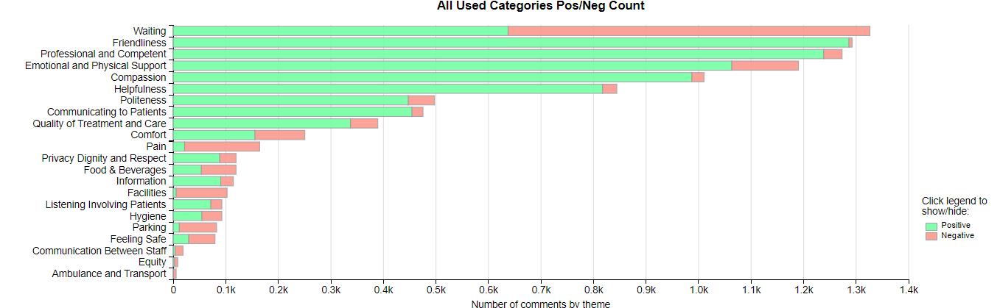 All Used Categories Pos/Neg Count
Waiting
Friendliness
Professional and Competent
Emotional and Physical Support
Compassion
Helpfulness
Politeness
Communicating to Patients
Quality of Treatment and Care
Comfort
Pain
Privacy Dignity and Respect
Food & Beverages
Information
Facilities
Listening Involving Patients
Hygiene
Parking
Feeling Safe
Communication Between Staff
Equity
Ambulance and Transport
Click legend to
show/hide:
Positive
Negative
0 0.1k 0.2k 0.3k 0.4k 0.5k 0.6k 0.7k 0.8k 0.9k 1.0k 1.1k 1.2k 1.3k 1.4k
Number of comments by theme